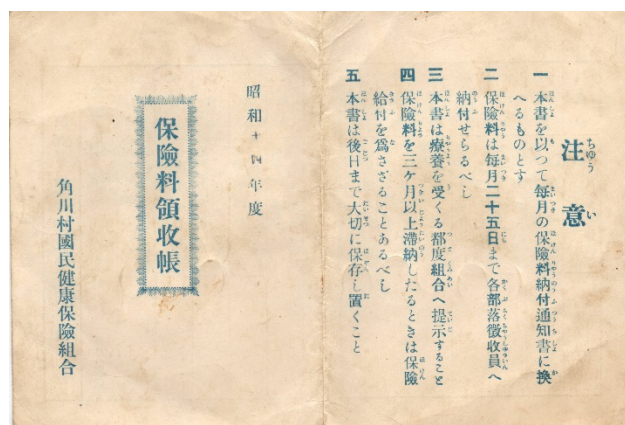 注意
一 本書を以つて毎月の保險料納付通知書に換
へるものとす
二 保險料は毎月二十五日まで各部落徴收員へ
納付せらるべし
三 本書は療養を受くる都度組合へ提示すること
四 保險料を三ヶ月以上滯納したるときは保險
給付を爲さざることあるべし
五 本書は後日まで大切に保存し置くこと
昭和十四年度
保險料領收帳
角川村國民健康保險組合